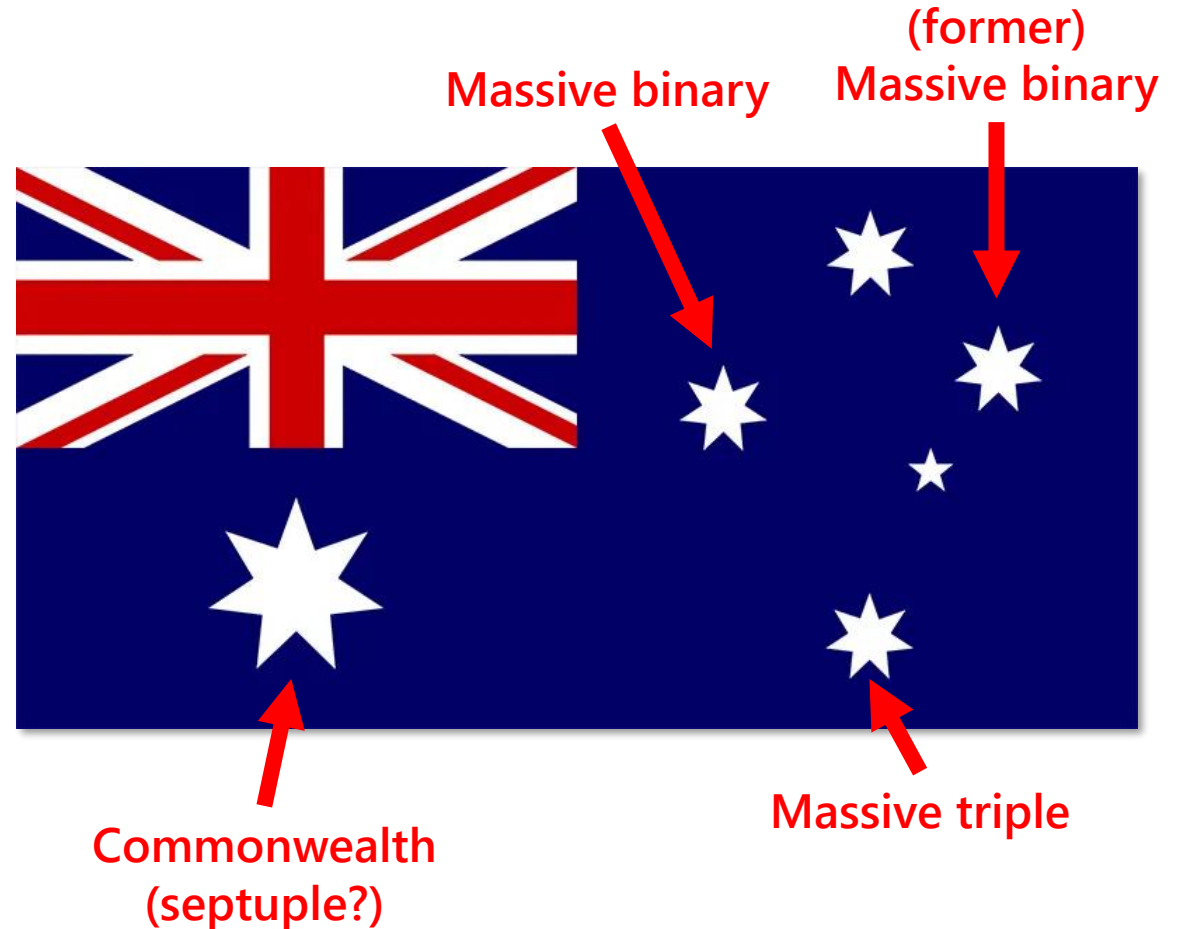 (former)
Massive binary
Massive binary
Massive triple
Commonwealth
(septuple?)